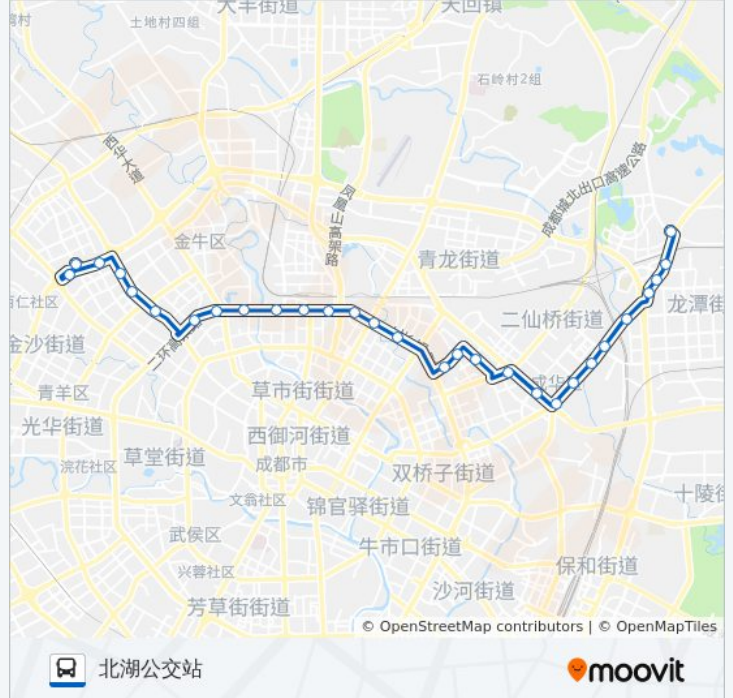 大丰街道
天回镇
土地村四组
石岭村2组
西华大道
成都城北出口高速公路
凤凰山高架路
金牛区
青龙街道
龙潭街
二仙桥街道
金沙街道
二环高
成华区
青羊区
草市街街道
光华街道
西御河街道
草堂街道
浣花社区
成都市
双桥子街道
十陵街
文翁社区
锦官驿街道
武侯区
牛市口街道
保和街道
兴蓉社区
沙河街道
芳草街街道
© OpenStreetMap contributors | © OpenMapTiles
北湖公交站
moovit